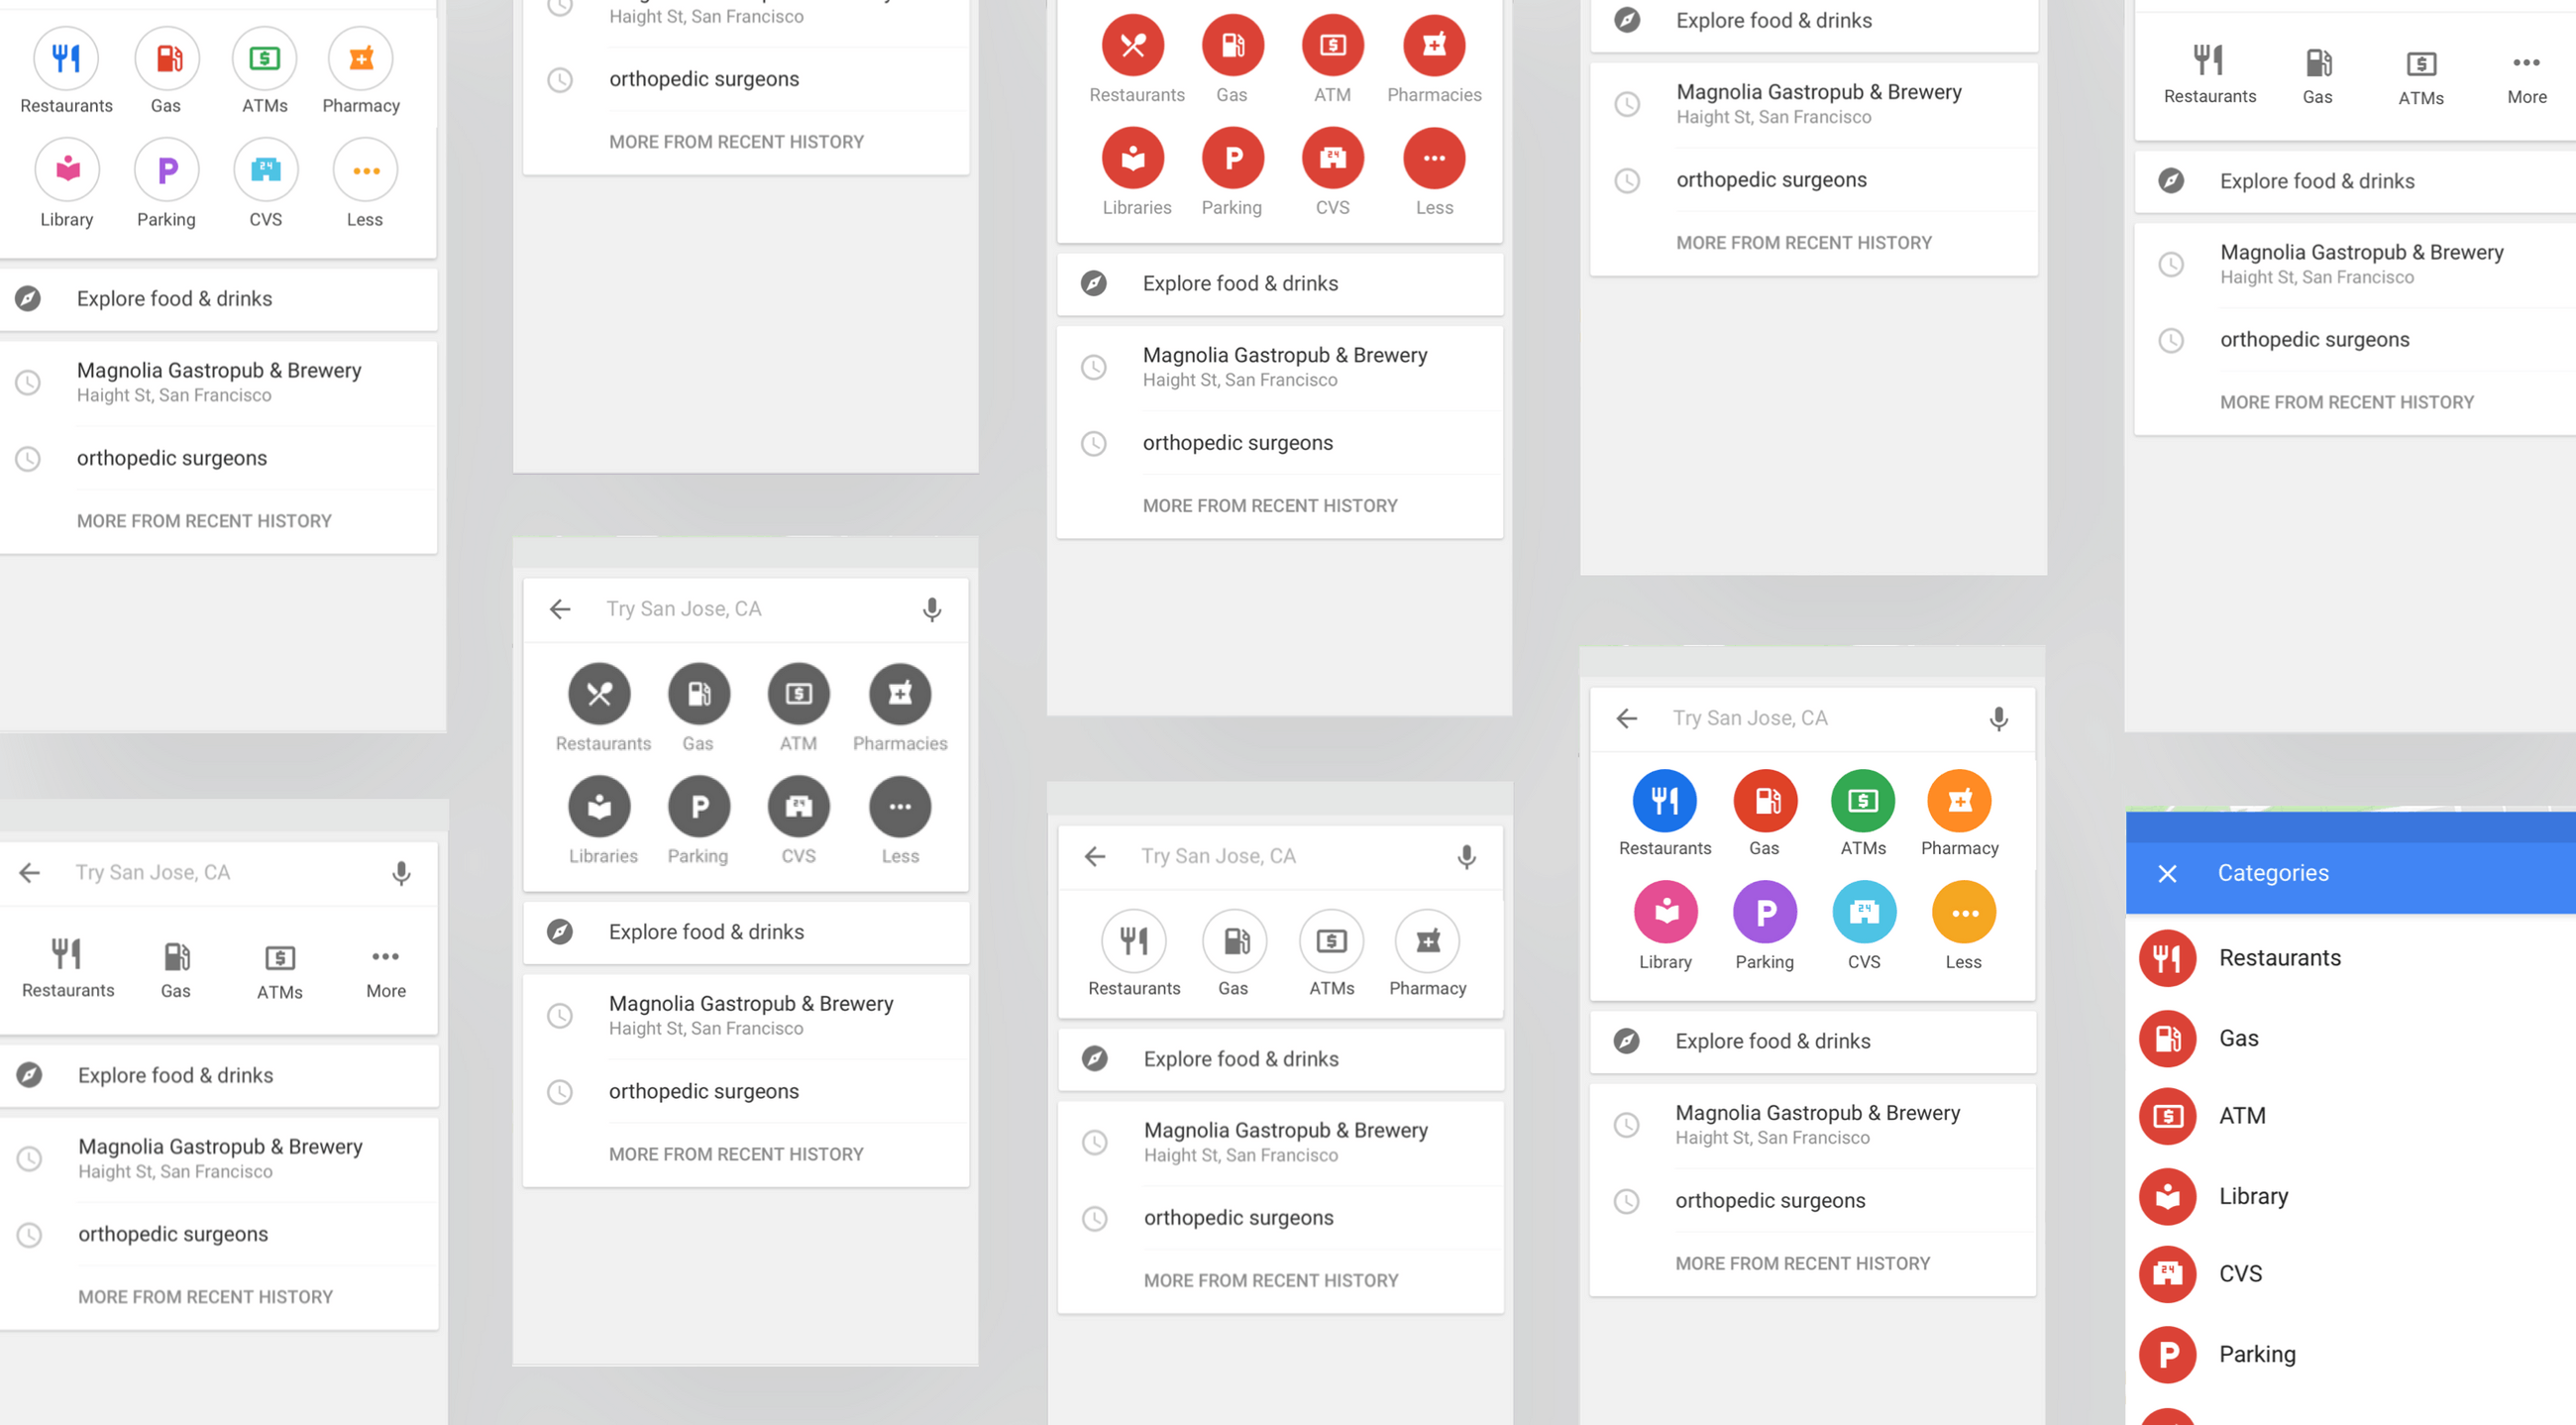 Restaurants Gas ATMs Pharmacy
Library Parking CVS Less
Explore food & drinks
Magnolia Gastropub & Brewery
Haight St, San Francisco
orthopedic surgeons
MORE FROM RECENT HISTORY
Try San Jose, CA
Restaurants Gas ATMs More
Explore food & drinks
Magnolia Gastropub & Brewery
Haight St, San Francisco
orthopedic surgeons
MORE FROM RECENT HISTORY
Haight St, San Francisco
orthopedic surgeons
MORE FROM RECENT HISTORY
Try San Jose, CA
Restaurants Gas ATM Pharmacies
Libraries Parking CVS Less
Explore food & drinks
Magnolia Gastropub & Brewery
Haight St, San Francisco
orthopedic surgeons
MORE FROM RECENT HISTORY
Restaurants Gas ATM Pharmacies
Libraries Parking CVS Less
Explore food & drinks
Magnolia Gastropub & Brewery
Haight St, San Francisco
orthopedic surgeons
MORE FROM RECENT HISTORY
Try San Jose, CA
Restaurants Gas ATMs Pharmacy
Explore food & drinks
Magnolia Gastropub & Brewery
Haight St, San Francisco
orthopedic surgeons
MORE FROM RECENT HISTORY
Explore food & drinks
Magnolia Gastropub & Brewery
Haight St, San Francisco
orthopedic surgeons
MORE FROM RECENT HISTORY
Try San Jose, CA
Restaurants Gas ATMs Pharmacy
Library Parking CVS Less
Explore food & drinks
Magnolia Gastropub & Brewery
Haight St, San Francisco
orthopedic surgeons
MORE FROM RECENT HISTORY
Restaurants Gas ATMs More
Explore food & drinks
Magnolia Gastropub & Brewery
Haight St, San Francisco
orthopedic surgeons
MORE FROM RECENT HISTORY
Categories
Restaurants
Gas
ATM
Library
CVS
P Parking